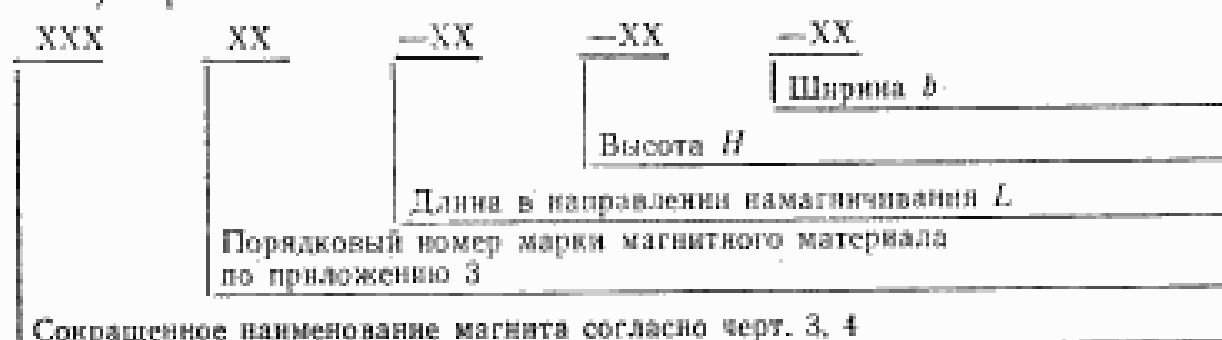 XXX XX —XX —XX —XX
Ширина b
Высота H
Длина в направлении намагничивания L
Порядковый номер марки магнитного материала
по приложению 3
Сокращенное наименование магнита согласно черт. 3, 4